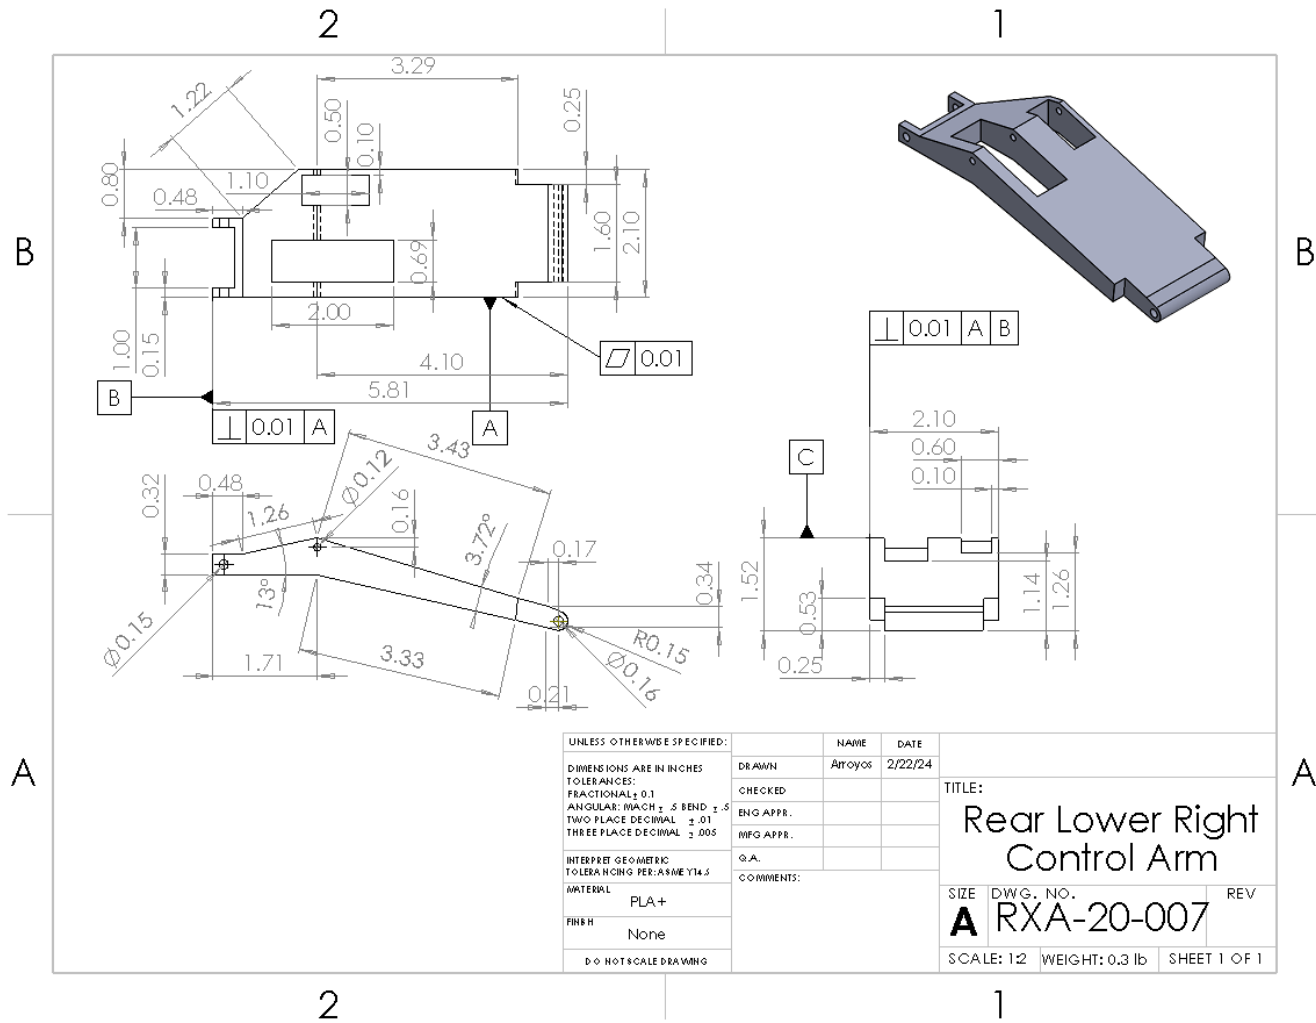 2
1
B
B
A
A
1.22
3.29
0.50
0.10
0.25
0.80
1.10
0.48
0.69
1.60
2.10
2.00
1.00
0.15
4.10
5.81
0.01
B
0.01 A
A
0.01 A B
3.43
0.32
0.48
Ø0.12
1.26
0.16
3.72°
0.17
13°
0.34
Ø0.15
1.71
3.33
R0.15
Ø0.16
0.21
2.10
0.60
0.10
C
1.52
0.53
1.14
1.26
0.25
UNLESS OTHERWISE SPECIFIED:
DIMENSIONS ARE IN INCHES
TOLERANCES:
FRACTIONAL± 0.1
ANGULAR: MACH ± .5 BEND ± .5
TWO PLACE DECIMAL ± .01
THREE PLACE DECIMAL ± .005
INTERPRET GEOMETRIC
TOLERANCING PER: ASME Y14.5
MATERIAL
PLA+
FINISH
None
DO NOT SCALE DRAWING
NAME DATE
DRAWN Arroyos 2/22/24
CHECKED
ENG APPR.
MFG APPR.
Q.A.
COMMENTS:
TITLE:
Rear Lower Right
Control Arm
SIZE DWG. NO. REV
A RXA-20-007
SCALE: 1:2 WEIGHT: 0.3 lb SHEET 1 OF 1
2
1